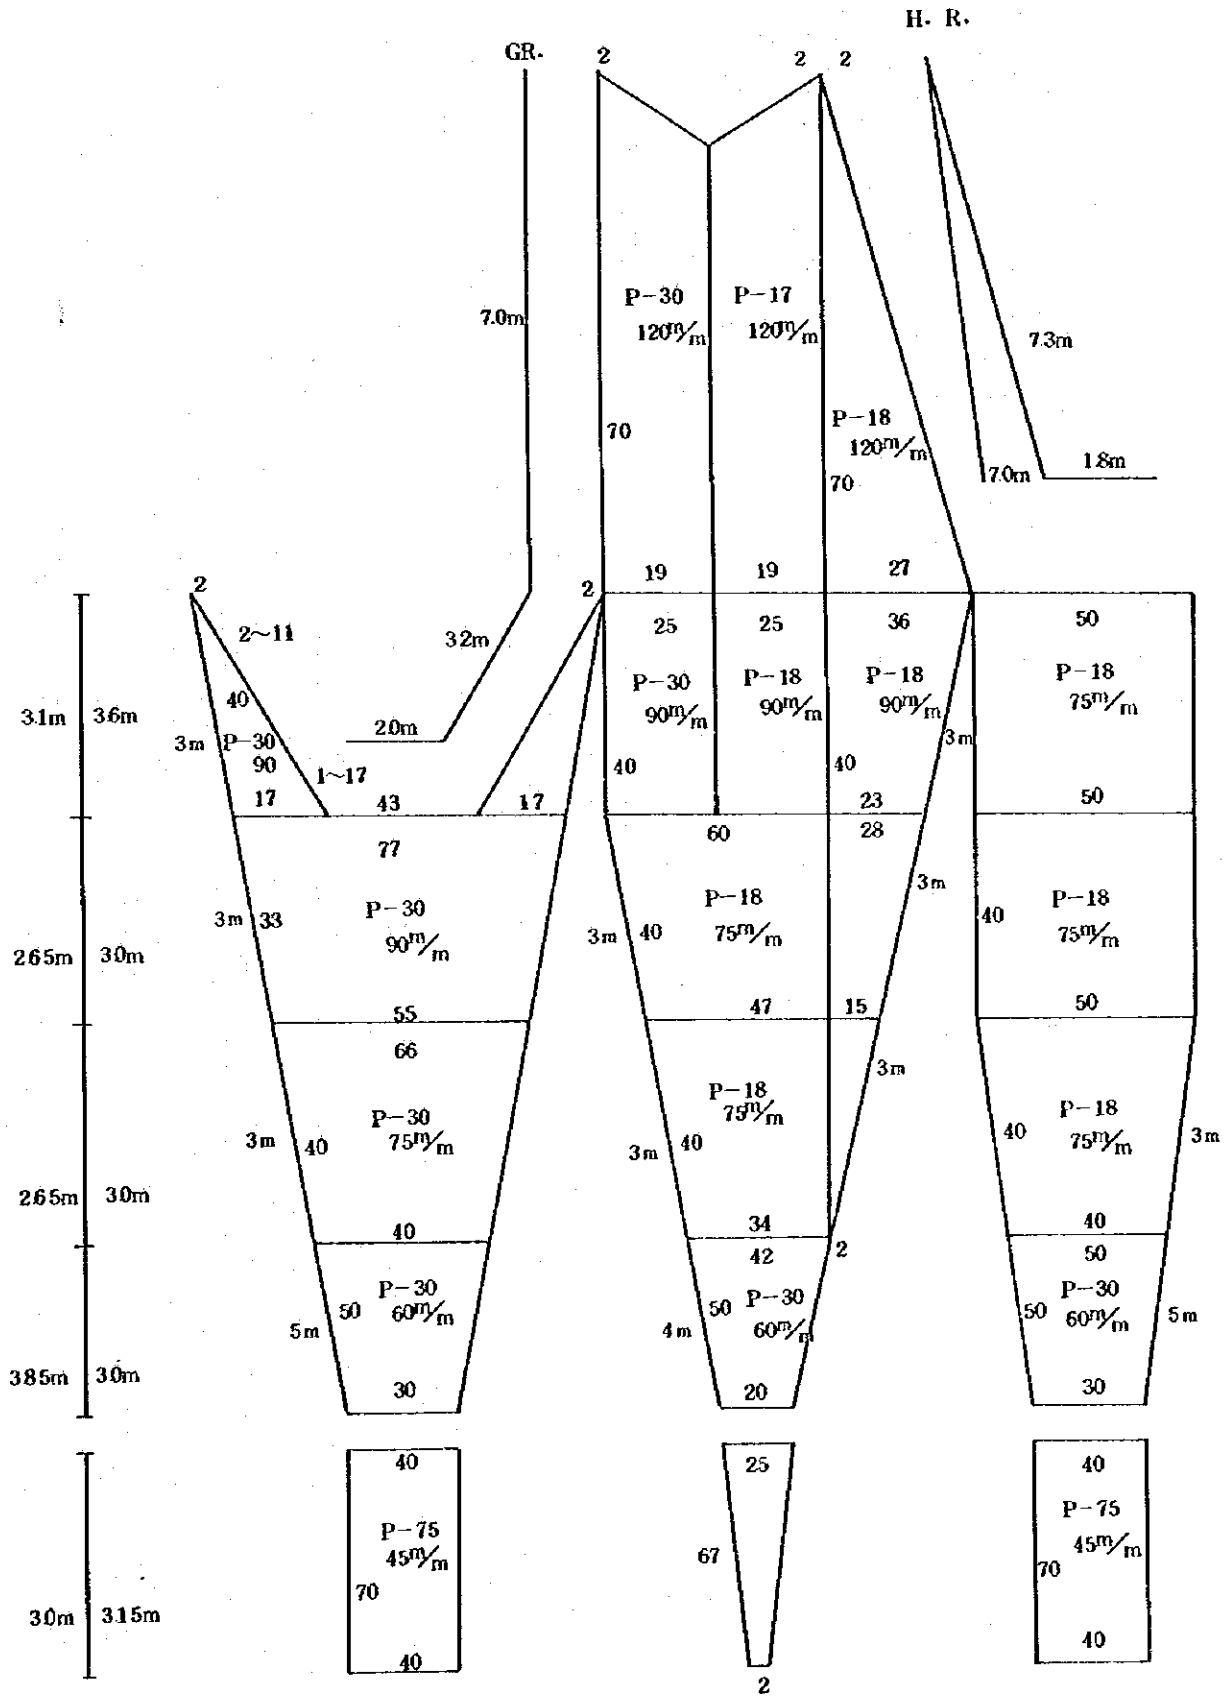 H. R.
GR.
2
2
2
P-30
120m/m
P-17
120m/m
7.0m
7.3m
70
P-18
120m/m
70
7.0m
1.8m
2
2
19
19
27
2~11
3.2m
25
25
36
50
40
P-30
90m/m
P-18
90m/m
P-18
90m/m
P-18
75m/m
3.1m
3.6m
3m
P-30
90
2.0m
3m
1~17
40
40
17
43
17
23
50
77
60
28
3m
33
P-30
90m/m
3m
40
P-18
75m/m
3m
40
P-18
75m/m
2.65m
3.0m
55
47
15
50
66
3m
40
P-30
75m/m
3m
40
P-18
75m/m
3m
40
P-18
75m/m
3m
2.65m
3.0m
40
34
40
42
2
50
5m
50
P-30
60m/m
4m
50
P-30
60m/m
50
P-30
60m/m
5m
3.85m
3.0m
30
20
30
40
25
40
P-75
45m/m
P-75
45m/m
67
70
70
3.0m
3.15m
40
40
2